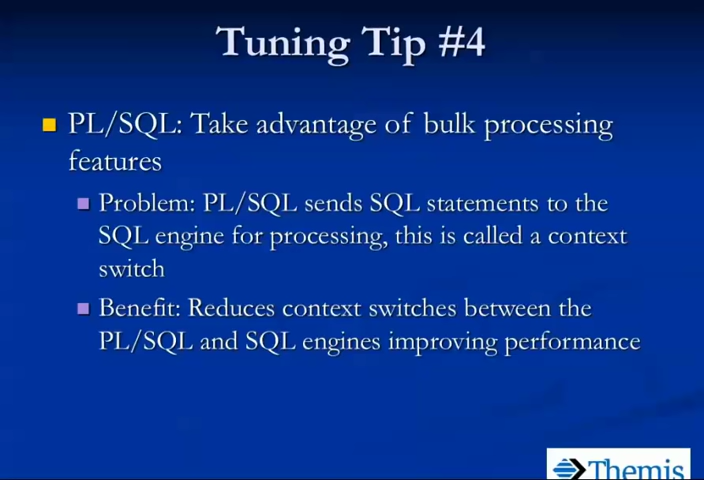 Tuning Tip #4
PL/SQL: Take advantage of bulk processing
features
Problem: PL/SQL sends SQL statements to the
SQL engine for processing, this is called a context
switch
Benefit: Reduces context switches between the
PL/SQL and SQL engines improving performance
Themis